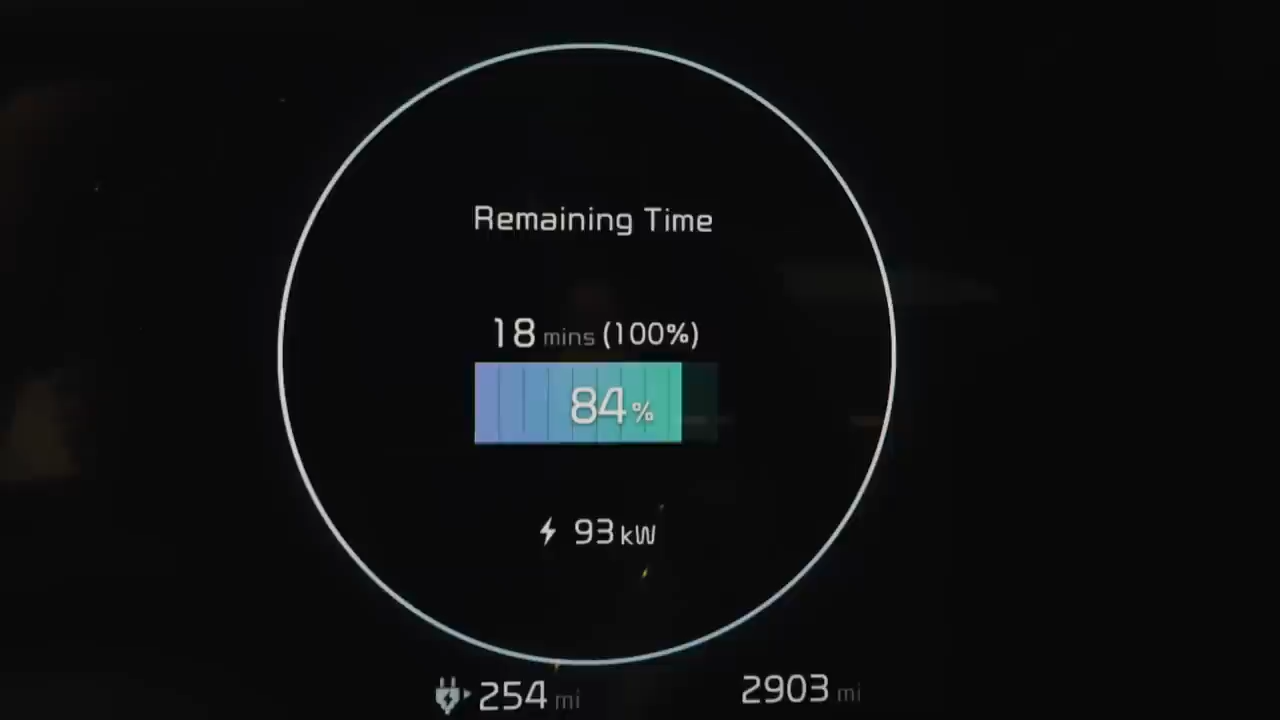 Remaining Time
18 mins (100%)
84%
93 kW
254 mi
2903 mi